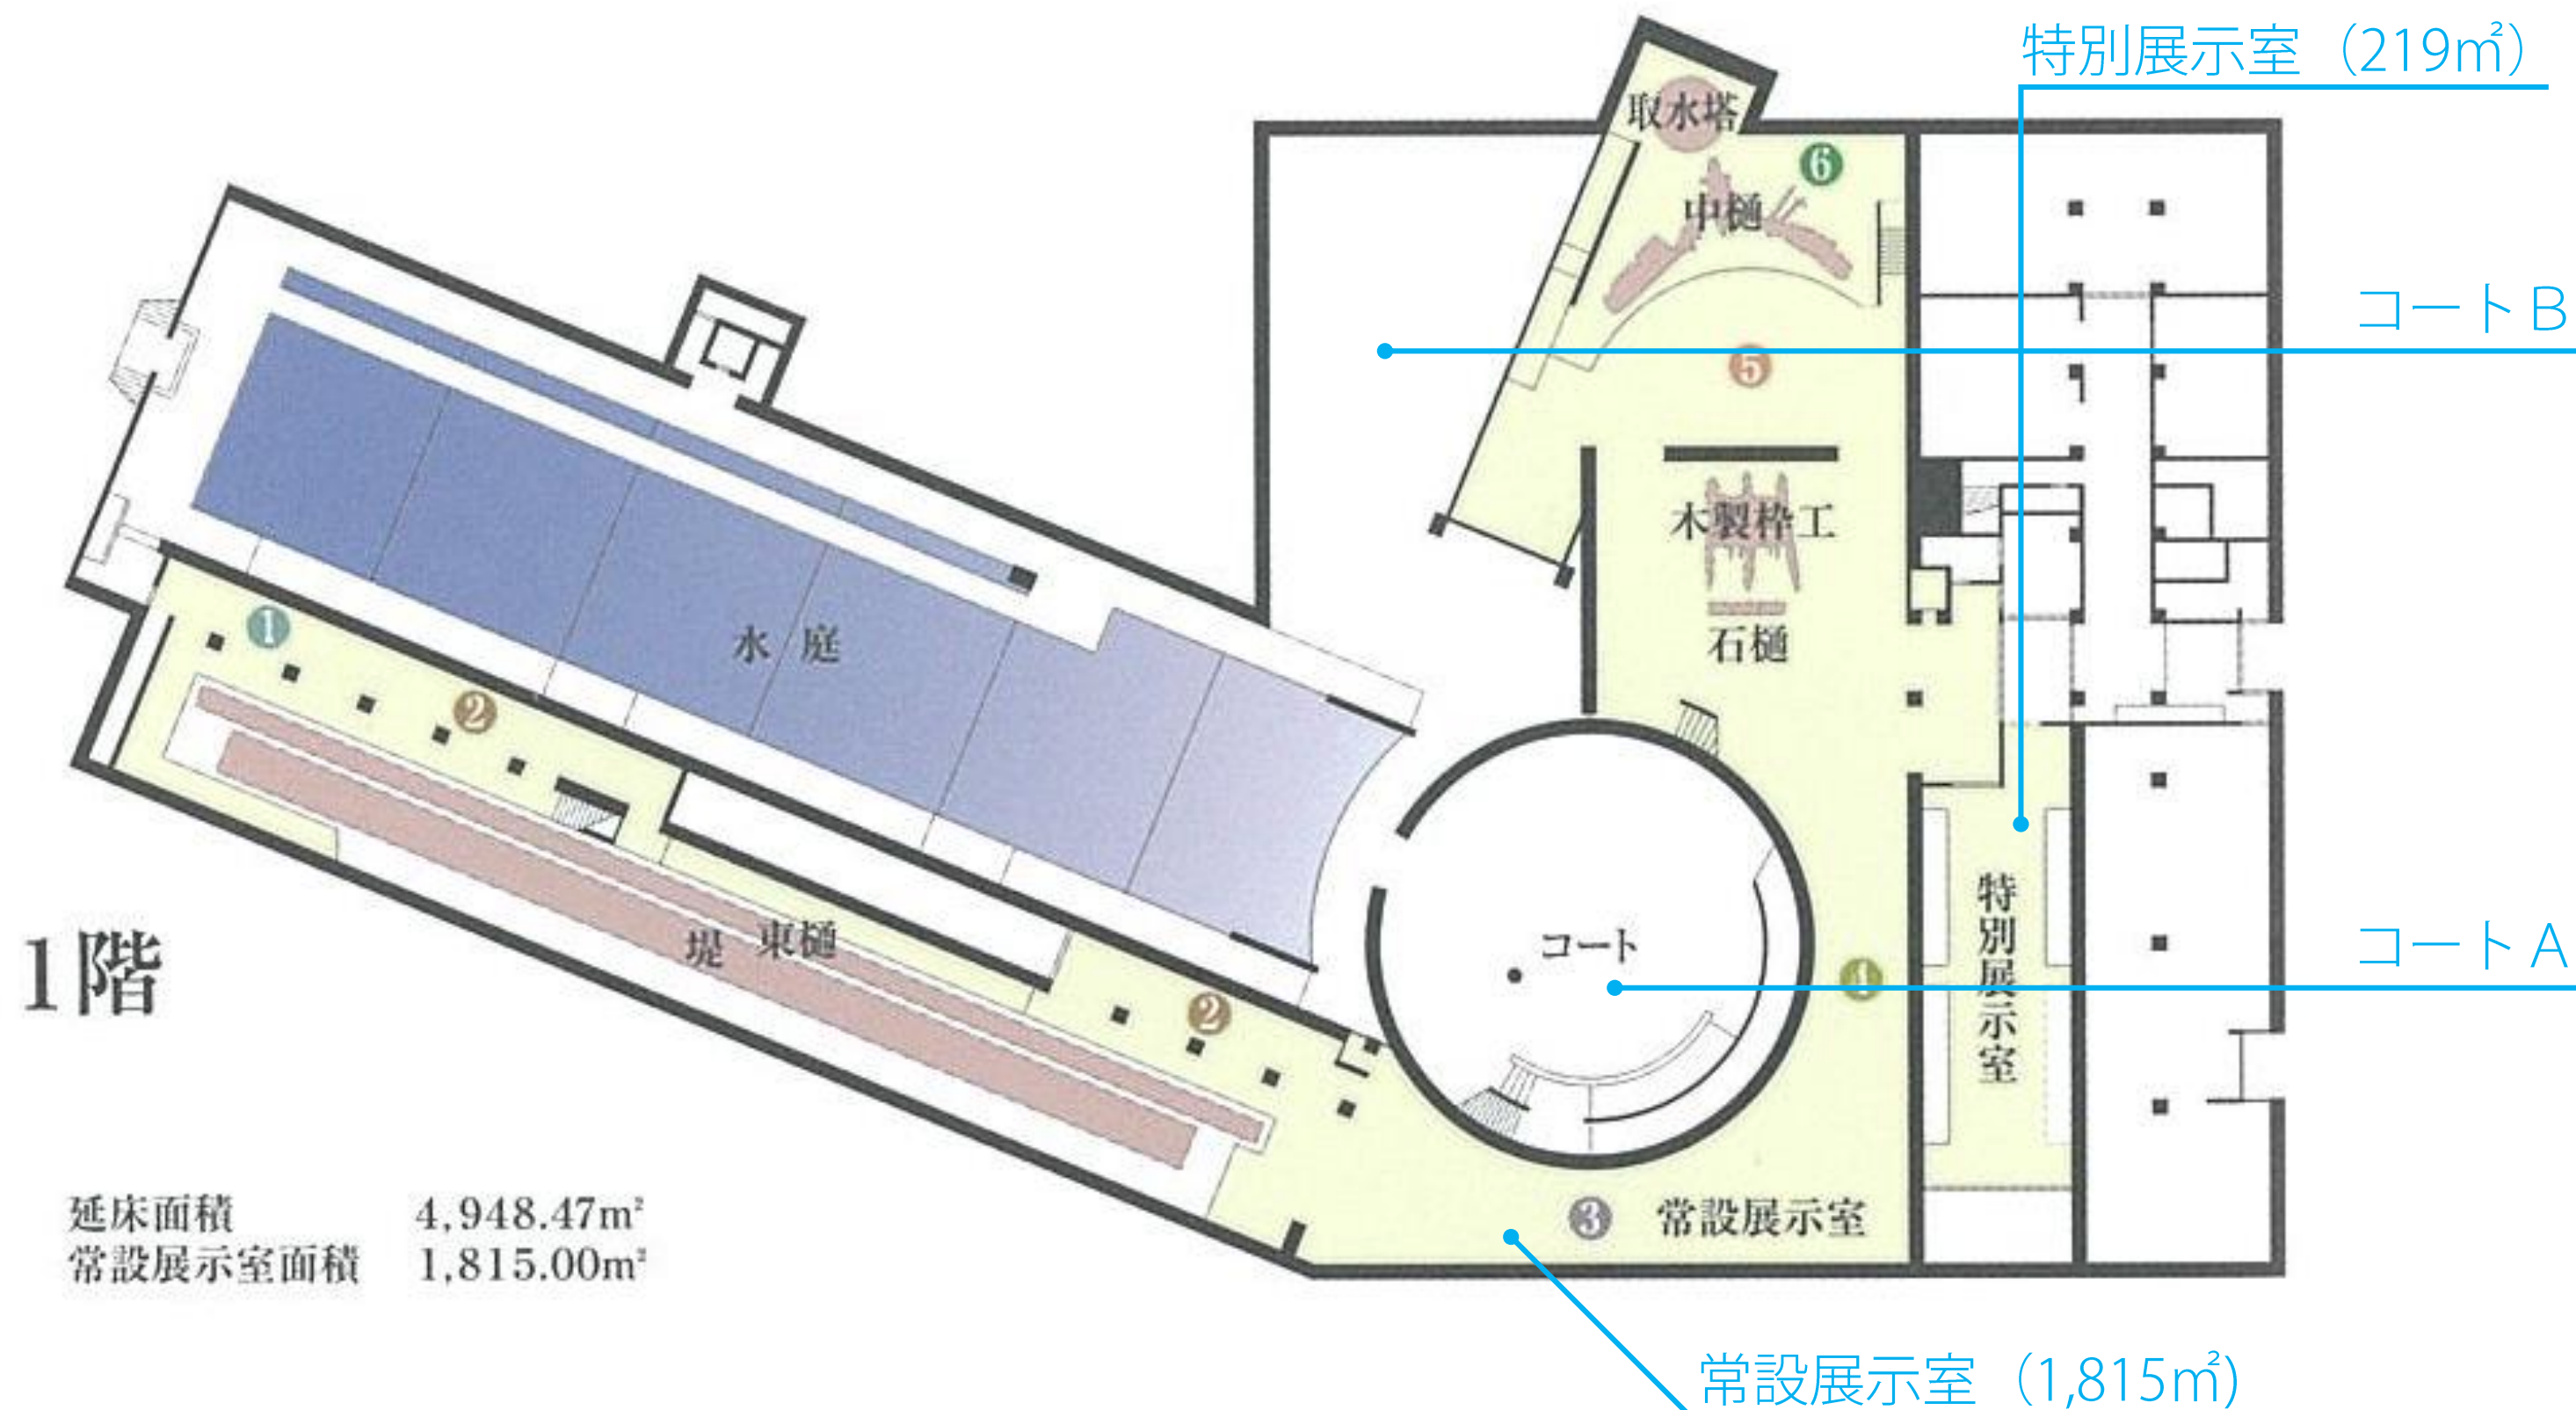 特別展示室（219㎡）
取水塔
6
中樋
コートB
5
木製枠工
石樋
1
水 庭
2
特別展示室
コート
コートA
堤 東樋
1階
4
2
延床面積 4,948.47m²
常設展示室面積 1,815.00m²
3 常設展示室
常設展示室（1,815㎡)